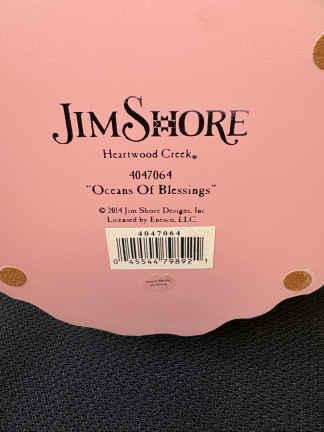 JIM SHORE
Heartwood Creek®
4047064
"Oceans Of Blessings"
© 2014 Jim Shore Designs, Inc
Licensed by Enesco, LLC.
4047064
0 45544 79892 1